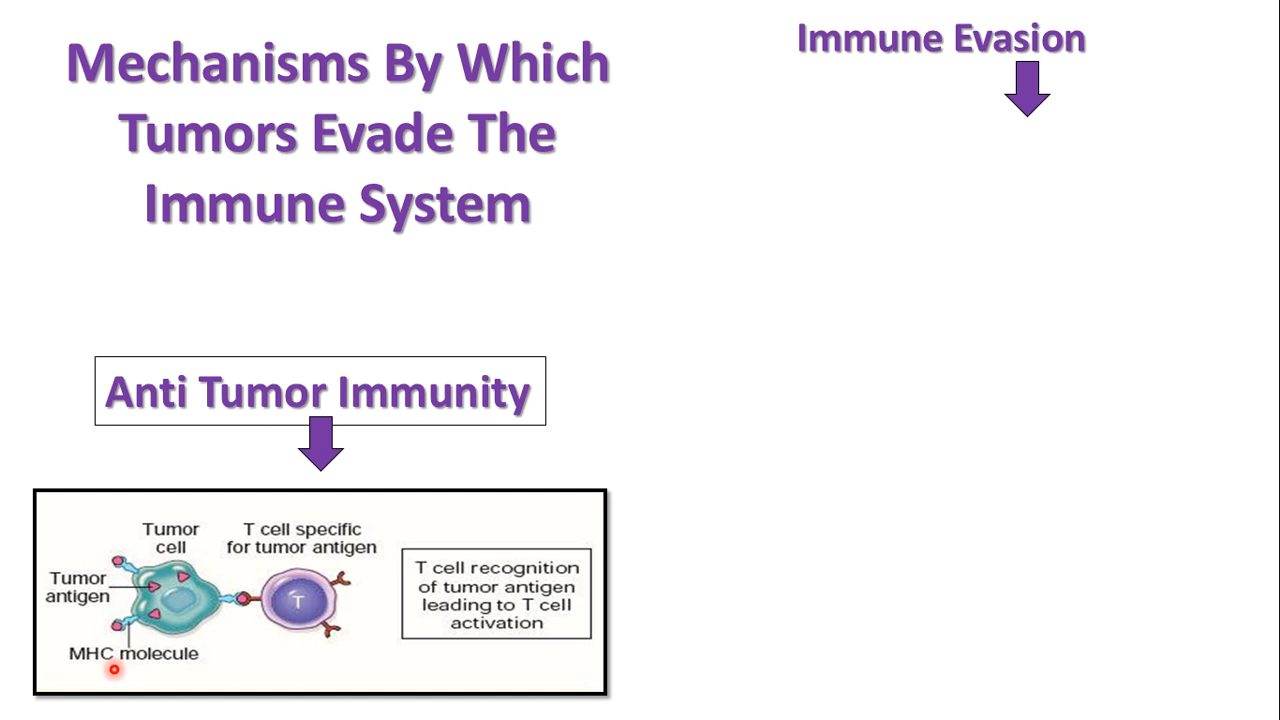 Mechanisms By Which
Tumors Evade The
Immune System
Immune Evasion
Anti Tumor Immunity
Tumor
cell
T cell specific
for tumor antigen
Tumor
antigen
MHC molecule
T
T cell recognition
of tumor antigen
leading to T cell
activation